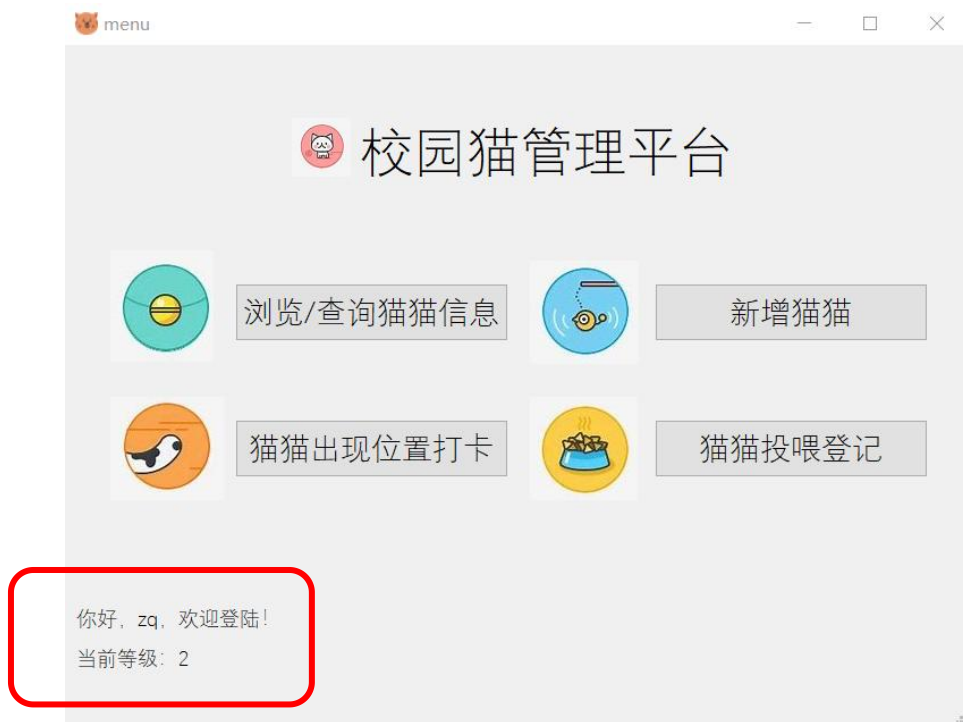 menu
校园猫管理平台
浏览/查询猫猫信息
新增猫猫
猫猫出现位置打卡
猫猫投喂登记
你好，zq，欢迎登陆！
当前等级：2